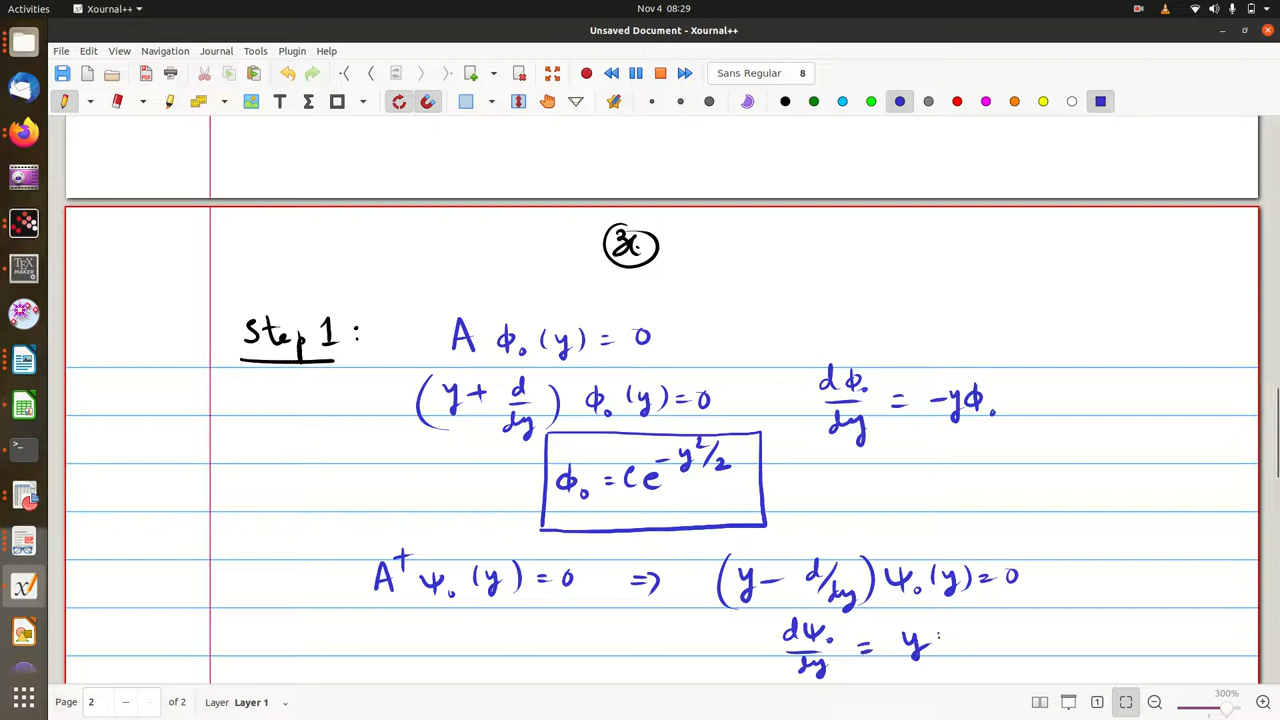 Activities
Xournal++
Nov 4 08:29
Unsaved Document - Xournal++
File Edit View Navigation Journal Tools Plugin Help
Sans Regular 8
Step 1 :
A ϕ₀ (y) = 0
(y + d/dy) ϕ₀ (y) = 0 dϕ₀/dy = -yϕ₀
ϕ₀ = C e^{-y²/2}
A† ψ₀ (y) = 0 => (y - d/dy) ψ₀ (y) = 0
dψ₀/dy = y
Page 2 of 2 Layer Layer 1
300%